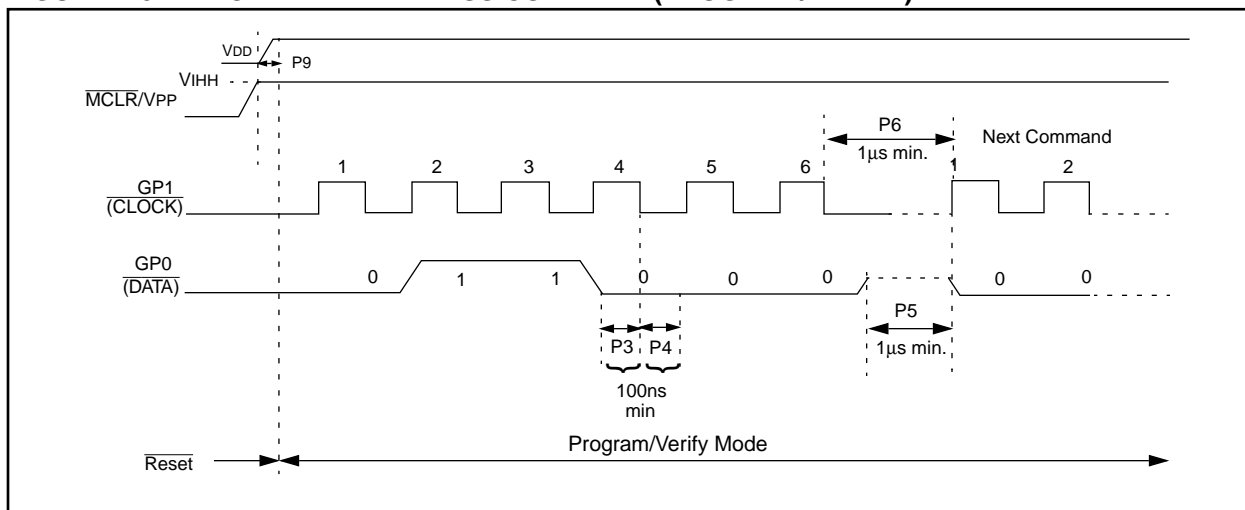 VDD
P9
VIHH
MCLR/VPP
P6
1µs min.
Next Command
1 2 3 4 5 6 1 2
GP1
(CLOCK)
GP0
(DATA)
0 1 1 0 0 0 0 0
P3 P4
P5
1µs min.
100ns
min
Program/Verify Mode
Reset